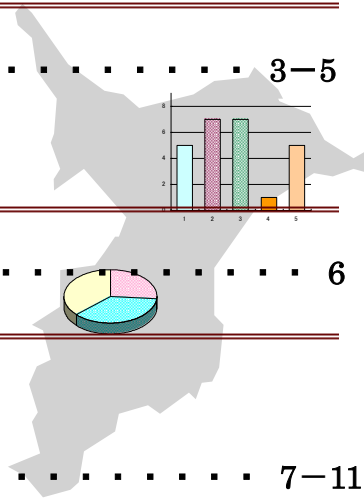 ■ ■ ■ ■ ■ ■ ■ ■ 3－5
8
6
4
2
0
1 2 3 4 5
■ ■ ■ ■ ■ ■ ■ ■ ■ ■ 6
■ ■ ■ ■ ■ ■ ■ ■ 7－11